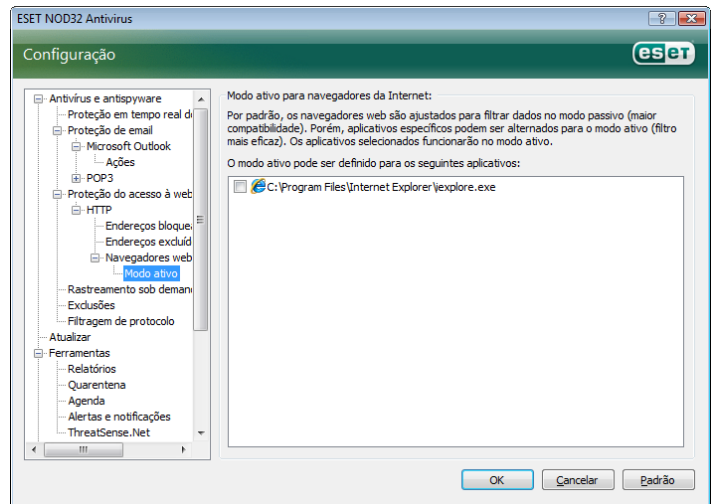 ESET NOD32 Antivirus
Configuração
eseT
Antivírus e antispyware
Proteção em tempo real d
Proteção de email
Microsoft Outlook
Ações
POP3
Proteção do acesso à web
HTTP
Endereços bloque
Endereços excluíd
Navegadores web
Modo ativo
Rastreamento sob deman
Exclusões
Filtragem de protocolo
Atualizar
Ferramentas
Relatórios
Quarentena
Agenda
Alertas e notificações
ThreatSense.Net
Modo ativo para navegadores da Internet:
Por padrão, os navegadores web são ajustados para filtrar dados no modo passivo (maior
compatibilidade). Porém, aplicativos específicos podem ser alternados para o modo ativo (filtro
mais eficaz). Os aplicativos selecionados funcionarão no modo ativo.
O modo ativo pode ser definido para os seguintes aplicativos:
C:\Program Files\Internet Explorer\iexplore.exe
OK
Cancelar
Padrão